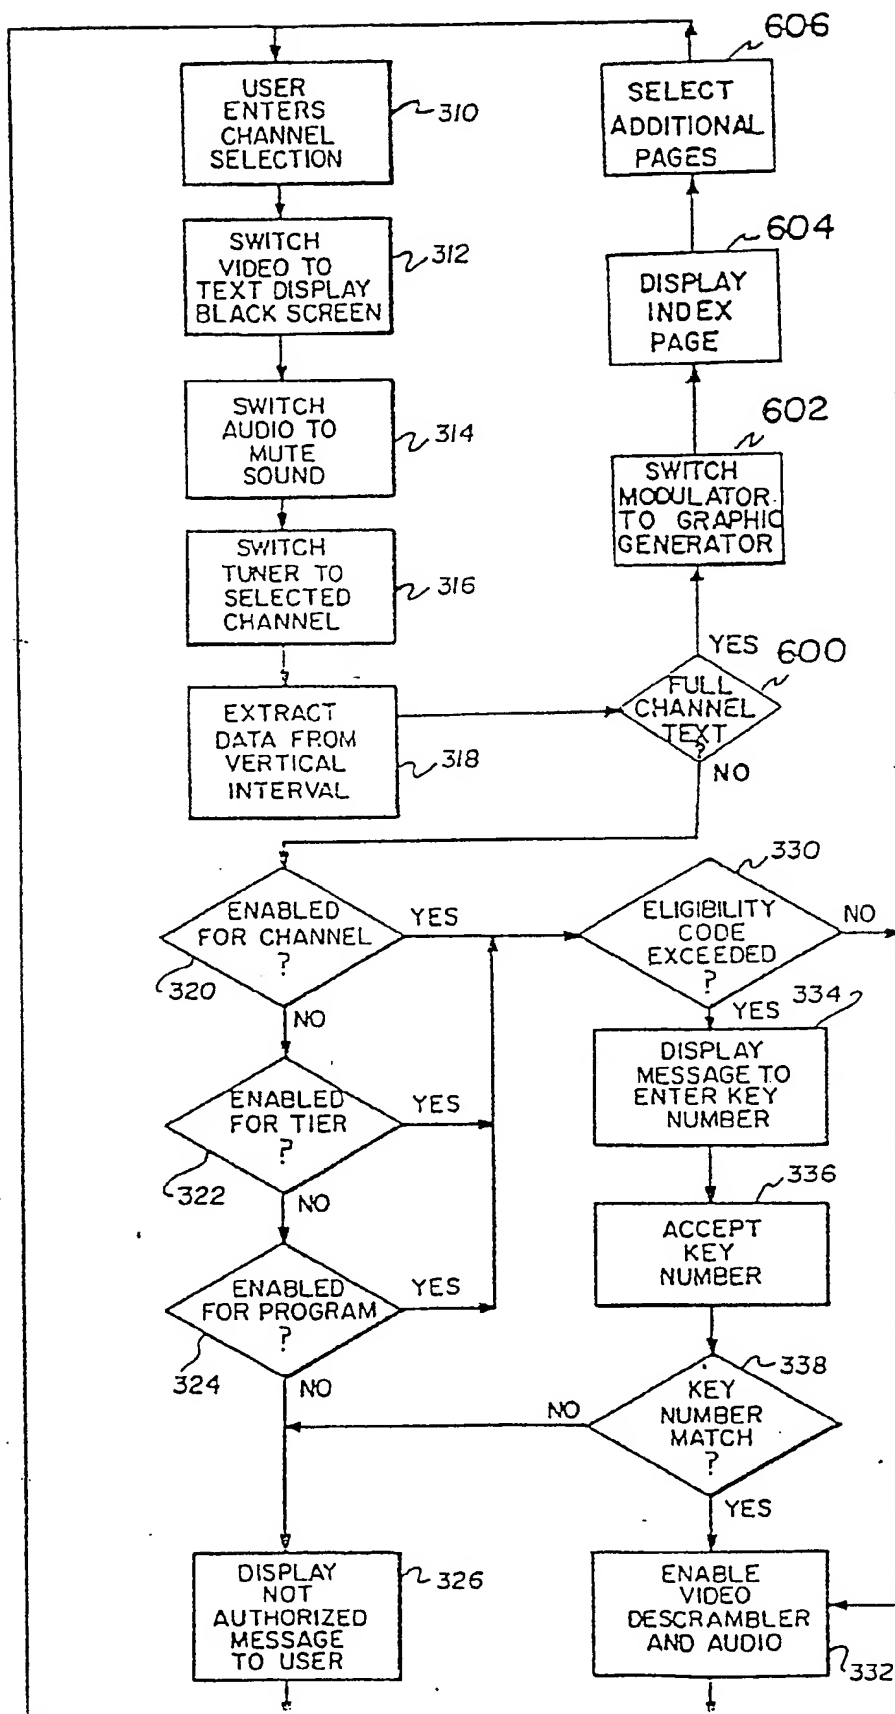 USER
ENTERS
CHANNEL
SELECTION
310
SWITCH
VIDEO TO
TEXT DISPLAY
BLACK SCREEN
312
SWITCH
AUDIO TO
MUTE
SOUND
314
SWITCH
TUNER TO
SELECTED
CHANNEL
316
EXTRACT
DATA FROM
VERTICAL
INTERVAL
318
606
SELECT
ADDITIONAL
PAGES
604
DISPLAY
INDEX
PAGE
602
SWITCH
MODULATOR
TO GRAPHIC
GENERATOR
YES
600
FULL
CHANNEL
TEXT
?
NO
ENABLED
FOR CHANNEL
?
YES
320
NO
ENABLED
FOR TIER
?
YES
322
NO
ENABLED
FOR PROGRAM
?
YES
324
NO
DISPLAY
NOT
AUTHORIZED
MESSAGE
TO USER
326
330
ELIGIBILITY
CODE
EXCEEDED
?
NO
YES
334
DISPLAY
MESSAGE TO
ENTER KEY
NUMBER
336
ACCEPT
KEY
NUMBER
338
KEY
NUMBER
MATCH
?
NO
YES
ENABLE
VIDEO
DESCRAMBLER
AND AUDIO
332